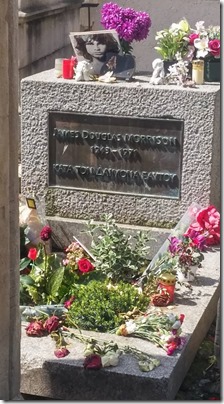 JAMES DOUGLAS MORRISON
1943-1971
ΚΑΤΑ ΤΟΝ ΔΑΙΜΟΝΑ ΕΑΥΤΟΥ